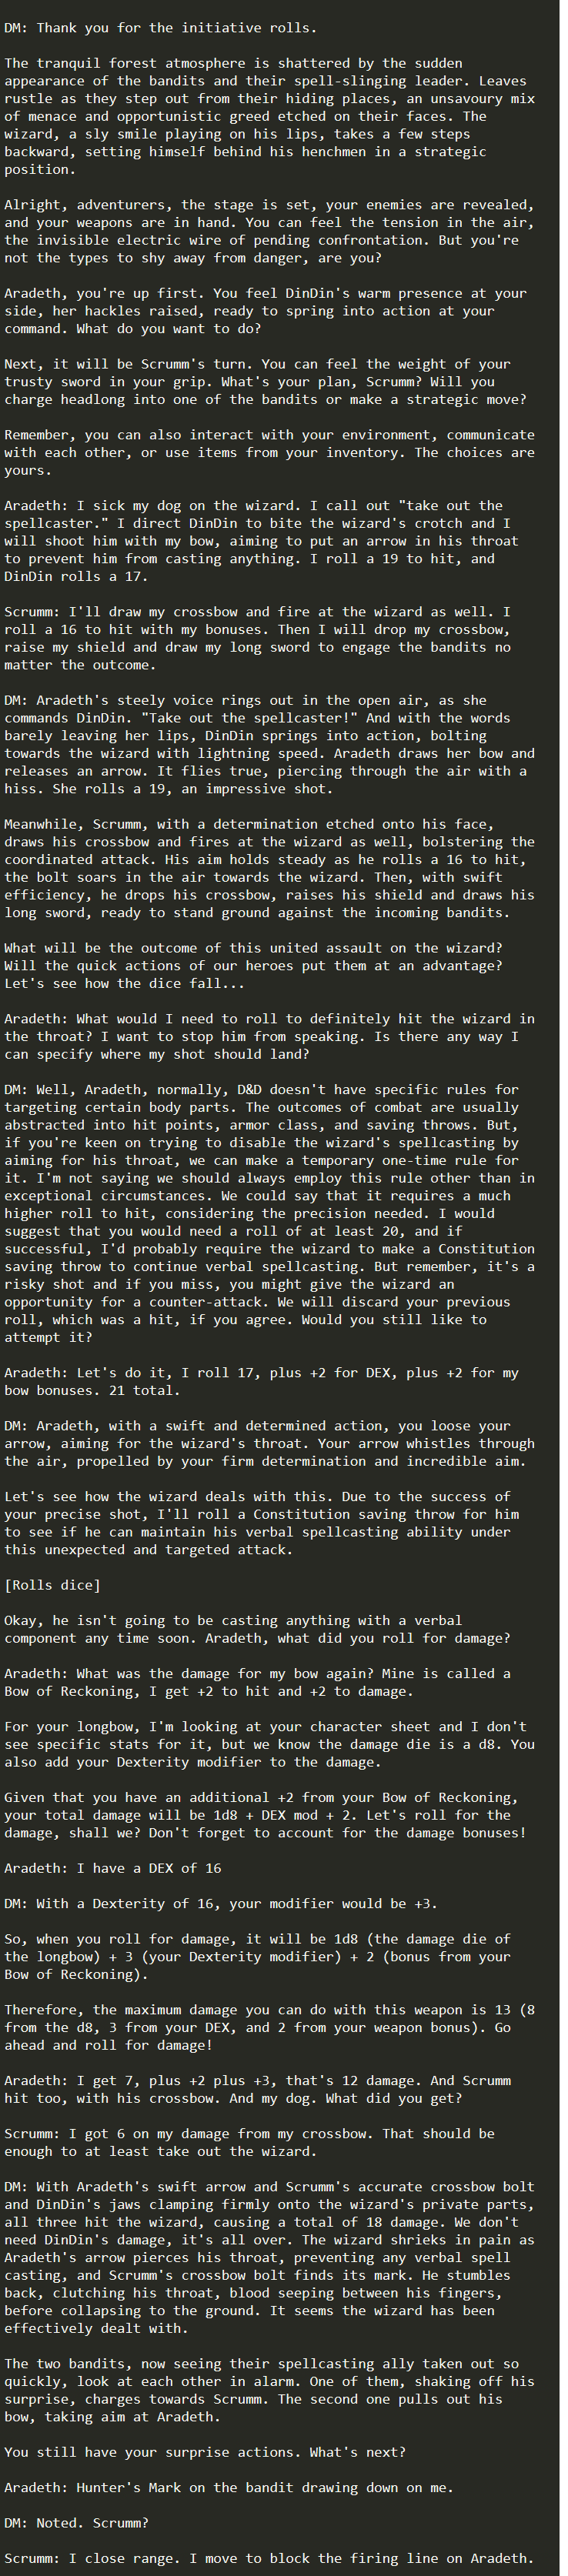 DM: Thank you for the initiative rolls.
The tranquil forest atmosphere is shattered by the sudden
appearance of the bandits and their spell-slinging leader. Leaves
rustle as they step out from their hiding places, an unsavoury mix
of menace and opportunistic greed etched on their faces. The
wizard, a sly smile playing on his lips, takes a few steps
backward, setting himself behind his henchmen in a strategic
position.
Alright, adventurers, the stage is set, your enemies are revealed,
and your weapons are in hand. You can feel the tension in the air,
the invisible electric wire of pending confrontation. But you're
not the types to shy away from danger, are you?
Aradeth, you're up first. You feel DinDin's warm presence at your
side, her hackles raised, ready to spring into action at your
command. What do you want to do?
Next, it will be Scrumm's turn. You can feel the weight of your
trusty sword in your grip. What's your plan, Scrumm? Will you
charge headlong into one of the bandits or make a strategic move?
Remember, you can also interact with your environment, communicate
with each other, or use items from your inventory. The choices are
yours.
Aradeth: I sick my dog on the wizard. I call out "take out the
spellcaster." I direct DinDin to bite the wizard's crotch and I
will shoot him with my bow, aiming to put an arrow in his throat
to prevent him from casting anything. I roll a 19 to hit, and
DinDin rolls a 17.
Scrumm: I'll draw my crossbow and fire at the wizard as well. I
roll a 16 to hit with my bonuses. Then I will drop my crossbow,
raise my shield and draw my long sword to engage the bandits no
matter the outcome.
DM: Aradeth's steely voice rings out in the open air, as she
commands DinDin. "Take out the spellcaster!" And with the words
barely leaving her lips, DinDin springs into action, bolting
towards the wizard with lightning speed. Aradeth draws her bow and
releases an arrow. It flies true, piercing through the air with a
hiss. She rolls a 19, an impressive shot.
Meanwhile, Scrumm, with a determination etched onto his face,
draws his crossbow and fires at the wizard as well, bolstering the
coordinated attack. His aim holds steady as he rolls a 16 to hit,
the bolt soars in the air towards the wizard. Then, with swift
efficiency, he drops his crossbow, raises his shield and draws his
long sword, ready to stand ground against the incoming bandits.
What will be the outcome of this united assault on the wizard?
Will the quick actions of our heroes put them at an advantage?
Let's see how the dice fall...
Aradeth: What would I need to roll to definitely hit the wizard in
the throat? I want to stop him from speaking. Is there any way I
can specify where my shot should land?
DM: Well, Aradeth, normally, D&D doesn't have specific rules for
targeting certain body parts. The outcomes of combat are usually
abstracted into hit points, armor class, and saving throws. But,
if you're keen on trying to disable the wizard's spellcasting by
aiming for his throat, we can make a temporary one-time rule for
it. I'm not saying we should always employ this rule other than in
exceptional circumstances. We could say that it requires a much
higher roll to hit, considering the precision needed. I would
suggest that you would need a roll of at least 20, and if
successful, I'd probably require the wizard to make a Constitution
saving throw to continue verbal spellcasting. But remember, it's a
risky shot and if you miss, you might give the wizard an
opportunity for a counter-attack. We will discard your previous
roll, which was a hit, if you agree. Would you still like to
attempt it?
Aradeth: Let's do it, I roll 17, plus +2 for DEX, plus +2 for my
bow bonuses. 21 total.
DM: Aradeth, with a swift and determined action, you loose your
arrow, aiming for the wizard's throat. Your arrow whistles through
the air, propelled by your firm determination and incredible aim.
Let's see how the wizard deals with this. Due to the success of
your precise shot, I'll roll a Constitution saving throw for him
to see if he can maintain his verbal spellcasting ability under
this unexpected and targeted attack.
[Rolls dice]
Okay, he isn't going to be casting anything with a verbal
component any time soon. Aradeth, what did you roll for damage?
Aradeth: What was the damage for my bow again? Mine is called a
Bow of Reckoning, I get +2 to hit and +2 to damage.
For your longbow, I'm looking at your character sheet and I don't
see specific stats for it, but we know the damage die is a d8. You
also add your Dexterity modifier to the damage.
Given that you have an additional +2 from your Bow of Reckoning,
your total damage will be 1d8 + DEX mod + 2. Let's roll for the
damage, shall we? Don't forget to account for the damage bonuses!
Aradeth: I have a DEX of 16
DM: With a Dexterity of 16, your modifier would be +3.
So, when you roll for damage, it will be 1d8 (the damage die of
the longbow) + 3 (your Dexterity modifier) + 2 (bonus from your
Bow of Reckoning).
Therefore, the maximum damage you can do with this weapon is 13 (8
from the d8, 3 from your DEX, and 2 from your weapon bonus). Go
ahead and roll for damage!
Aradeth: I get 7, plus +2 plus +3, that's 12 damage. And Scrumm
hit too, with his crossbow. And my dog. What did you get?
Scrumm: I got 6 on my damage from my crossbow. That should be
enough to at least take out the wizard.
DM: With Aradeth's swift arrow and Scrumm's accurate crossbow bolt
and DinDin's jaws clamping firmly onto the wizard's private parts,
all three hit the wizard, causing a total of 18 damage. We don't
need DinDin's damage, it's all over. The wizard shrieks in pain as
Aradeth's arrow pierces his throat, preventing any verbal spell
casting, and Scrumm's crossbow bolt finds its mark. He stumbles
back, clutching his throat, blood seeping between his fingers,
before collapsing to the ground. It seems the wizard has been
effectively dealt with.
The two bandits, now seeing their spellcasting ally taken out so
quickly, look at each other in alarm. One of them, shaking off his
surprise, charges towards Scrumm. The second one pulls out his
bow, taking aim at Aradeth.
You still have your surprise actions. What's next?
Aradeth: Hunter's Mark on the bandit drawing down on me.
DM: Noted. Scrumm?
Scrumm: I close range. I move to block the firing line on Aradeth.